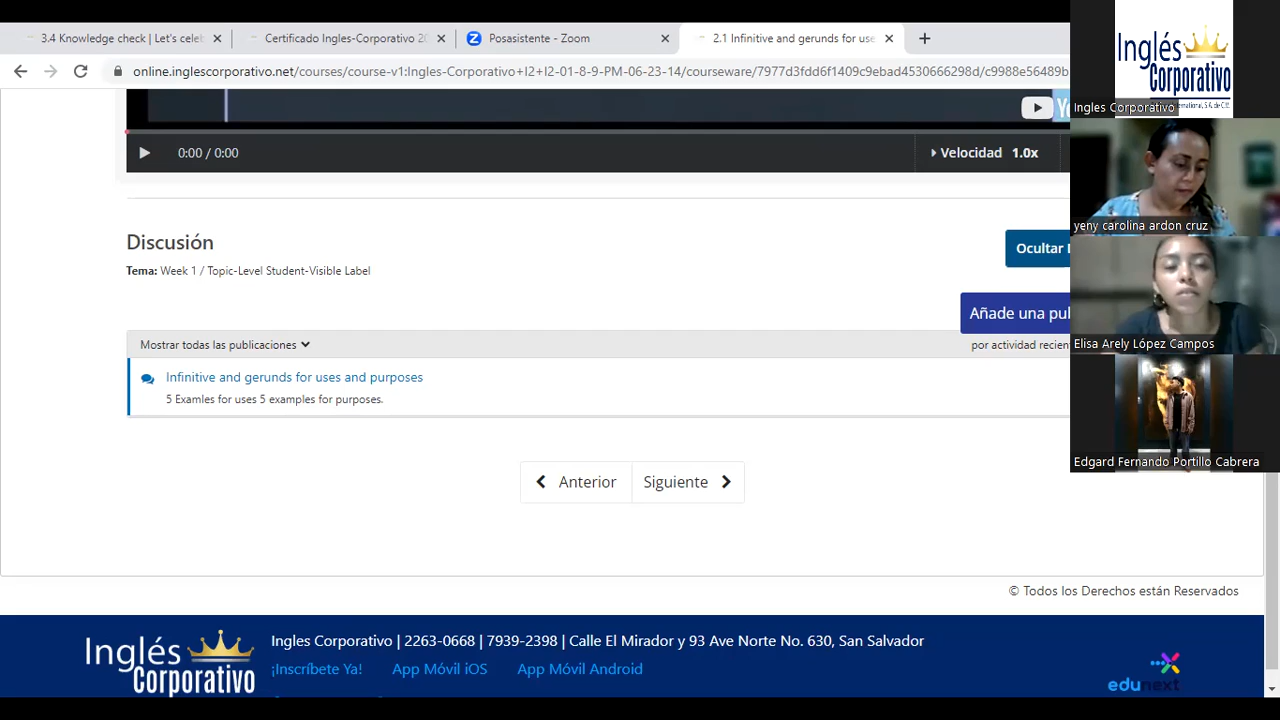 3.4 Knowledge check | Let's celeb
Certificado Ingles-Corporativo 20
Posasistente - Zoom
2.1 Infinitive and gerunds for use
online.inglescorporativo.net/courses/course-v1:Ingles-Corporativo+I2+I2-01-8-9-PM-06-23-14/courseware/7977d3fdd6f1409c9ebad4530666298d/c9988e56489b
0:00 / 0:00
Velocidad 1.0x
Discusión
Ocultar
Tema: Week 1 / Topic-Level Student-Visible Label
Añade una pul
Mostrar todas las publicaciones
por actividad recien
Infinitive and gerunds for uses and purposes
5 Examles for uses 5 examples for purposes.
Anterior
Siguiente
© Todos los Derechos están Reservados
Inglés
Corporativo
Ingles Corporativo | 2263-0668 | 7939-2398 | Calle El Mirador y 93 Ave Norte No. 630, San Salvador
¡Inscríbete Ya! App Móvil iOS App Móvil Android
edunext
Inglés
Corporativo
Ingles Corporativo
yeny carolina ardon cruz
Elisa Arely López Campos
Edgard Fernando Portillo Cabrera